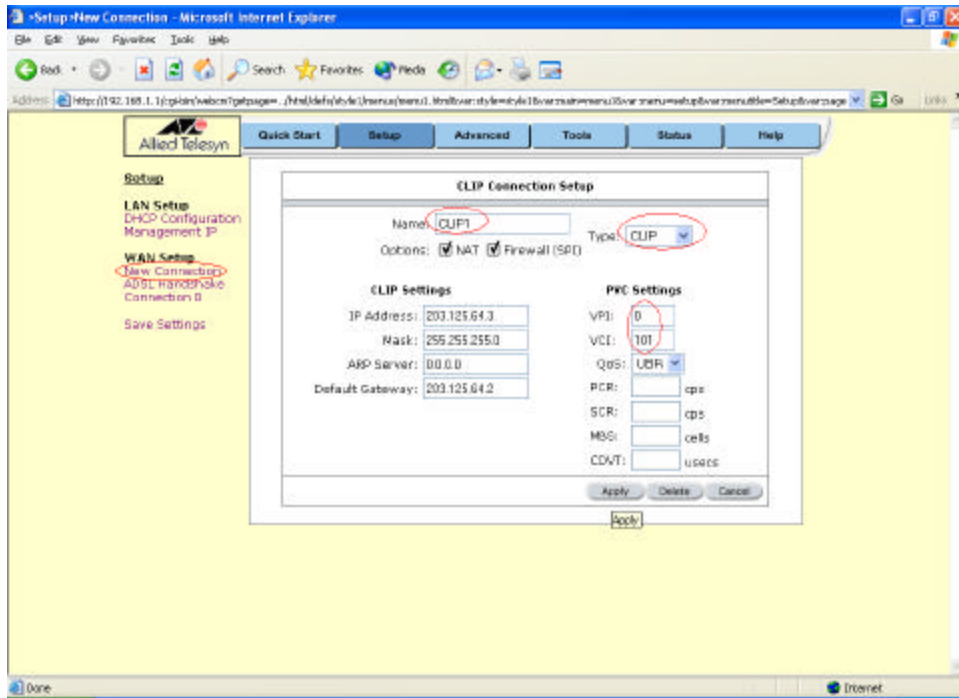 >Setup>New Connection - Microsoft Internet Explorer
File Edit View Favorites Tools Help
Back Search Favorites Media
Address Go Links
Allied Telesyn
Quick Start Setup Advanced Tools Status Help
Setup
LAN Setup
DHCP Configuration
Management IP
WAN Setup
New Connection
ADSL Handshake
Connection 0
Save Settings
CLIP Connection Setup
Name: CLIP1
Type: CLIP
Options: NAT Firewall (SPI)
CLIP Settings
IP Address: 203.125.64.3
Mask: 255.255.255.0
ARP Server: 0.0.0.0
Default Gateway: 203.125.64.2
PVC Settings
VPI: 0
VCI: 101
QoS: UBR
PCR: cps
SCR: cps
MBS: cells
CDVT: usecs
Apply Delete Cancel
Apply
Done Internet